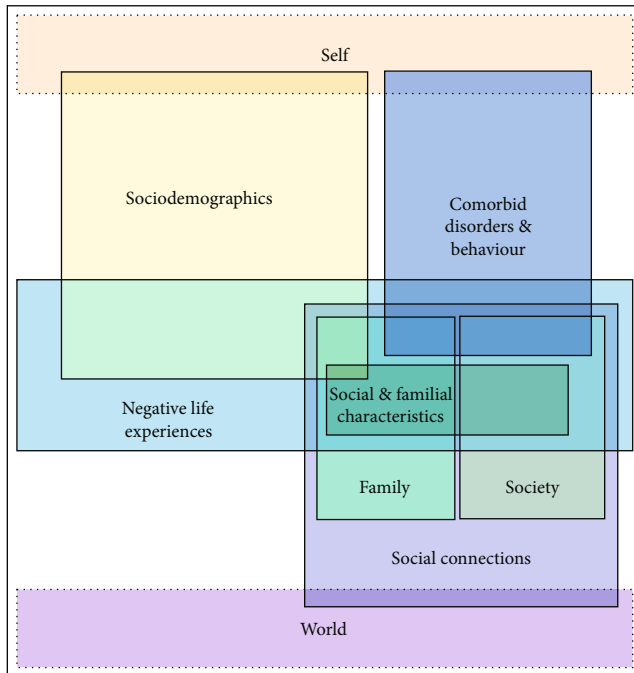 Self
Sociodemographics
Comorbid
disorders &
behaviour
Negative life
experiences
Social & familial
characteristics
Family
Society
Social connections
World